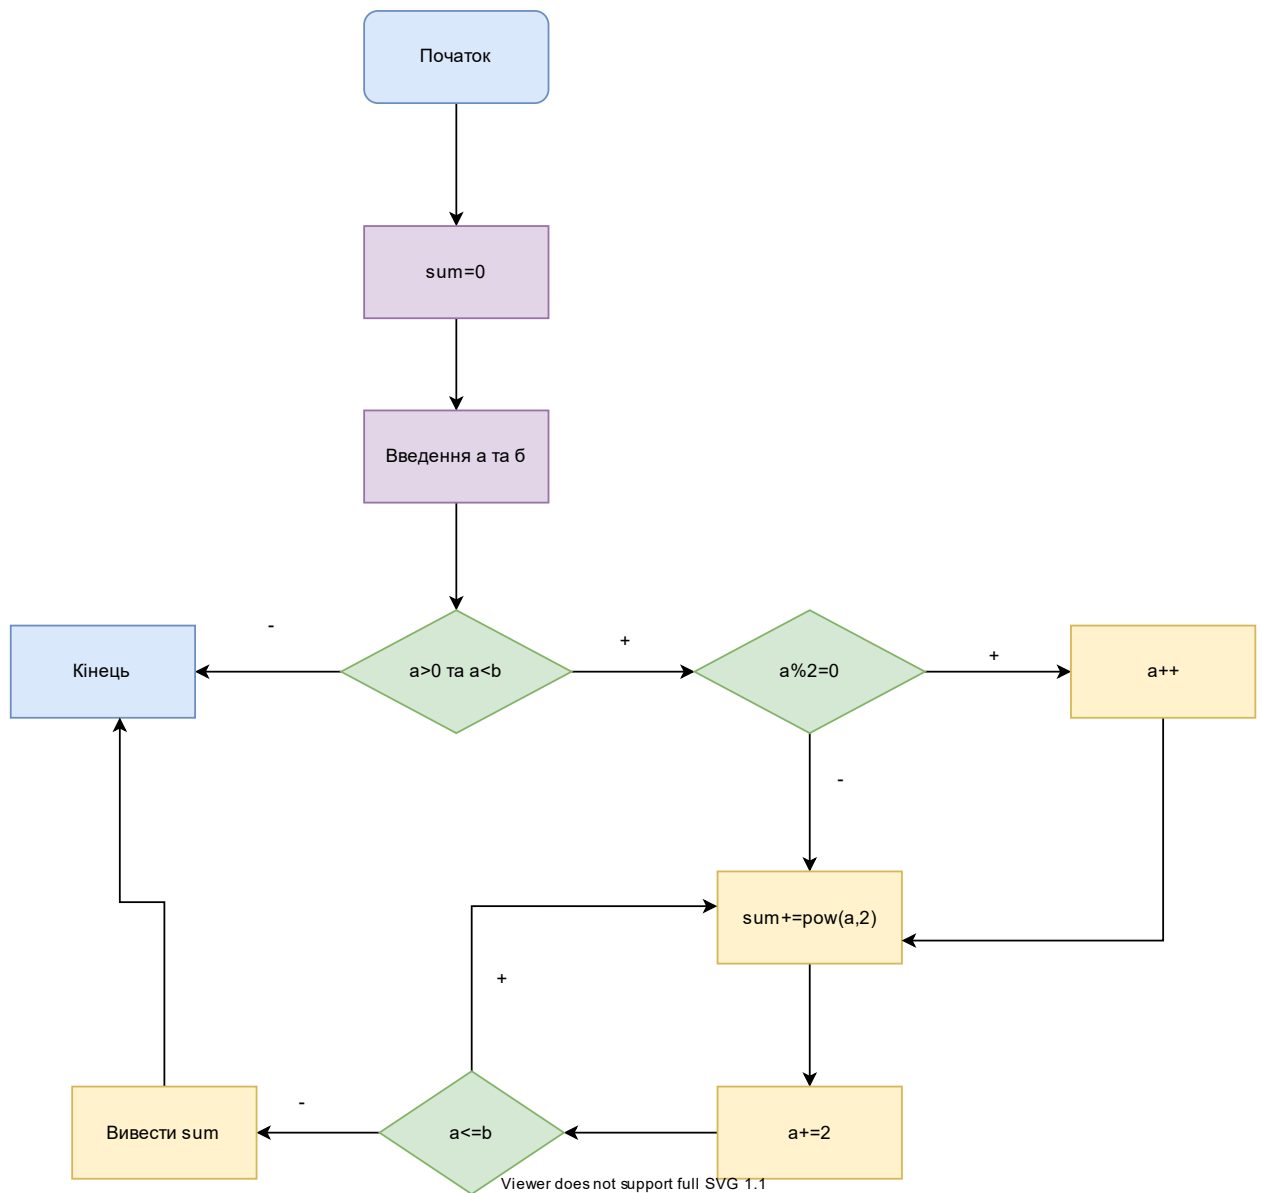 Початок
sum=0
Введення а та б
-
+
+
Кінець
a>0 та a<b
a%2=0
a++
-
sum+=pow(a,2)
+
-
Вивести sum
a<=b
a+=2
Viewer does not support full SVG 1.1